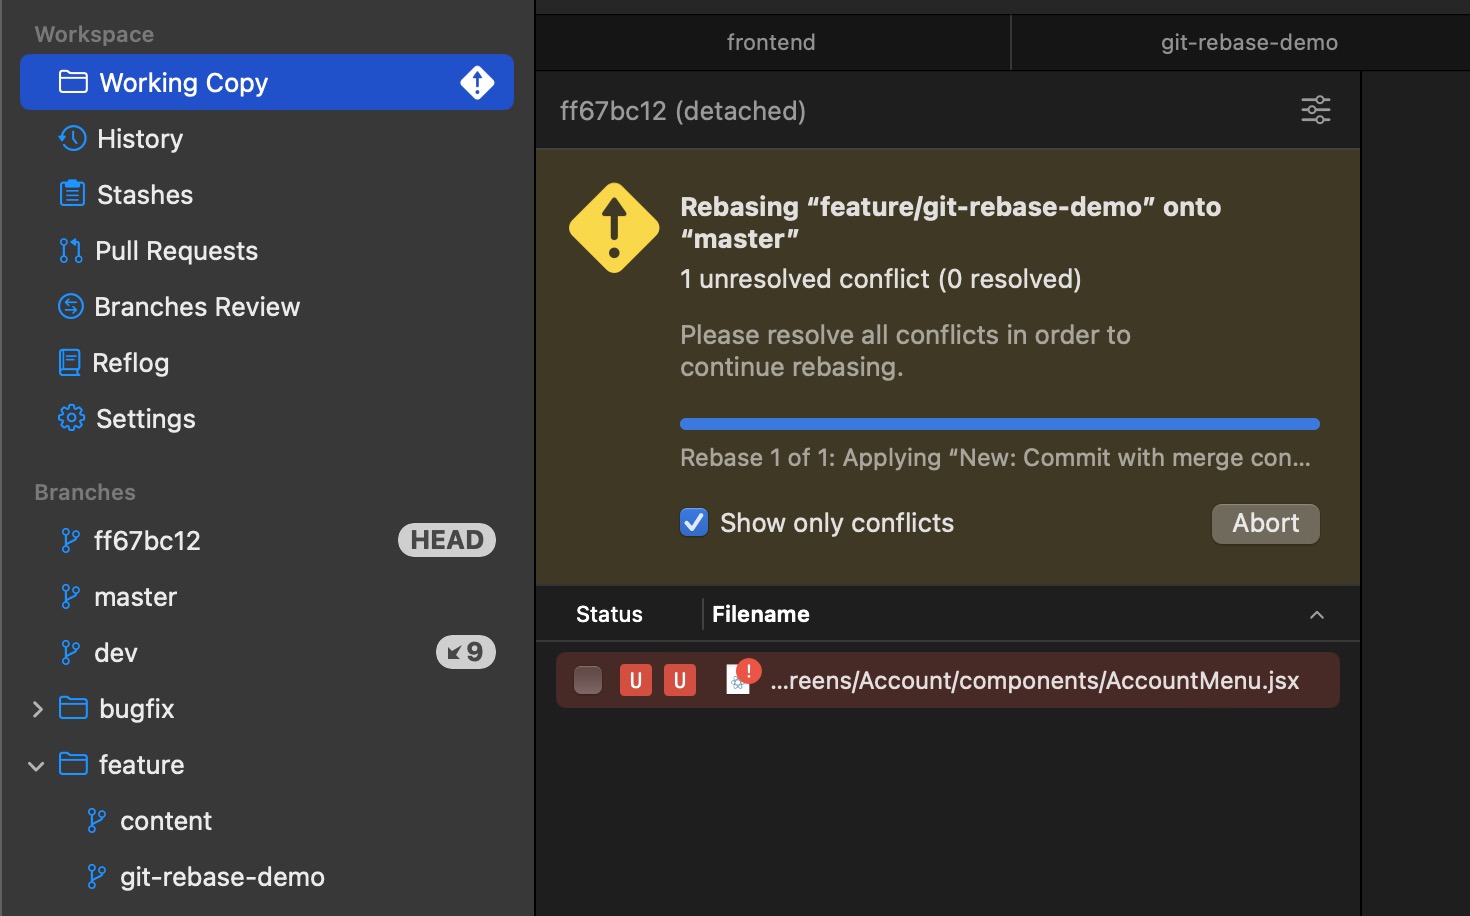 Workspace
Working Copy
History
Stashes
Pull Requests
Branches Review
Reflog
Settings
Branches
ff67bc12 HEAD
master
dev 9
bugfix
feature
content
git-rebase-demo
frontend
git-rebase-demo
ff67bc12 (detached)
Rebasing “feature/git-rebase-demo” onto
“master”
1 unresolved conflict (0 resolved)
Please resolve all conflicts in order to
continue rebasing.
Rebase 1 of 1: Applying “New: Commit with merge con...
Show only conflicts
Abort
Status Filename
U U ...reens/Account/components/AccountMenu.jsx